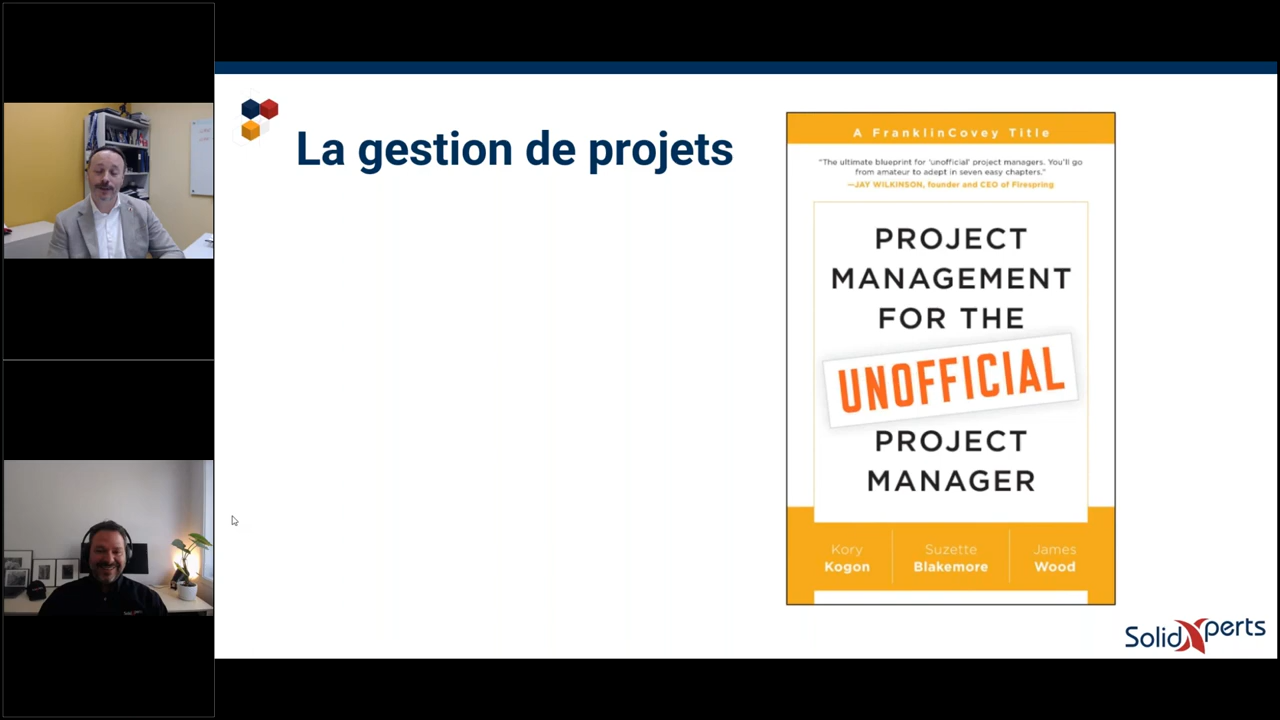 La gestion de projets
A FranklinCovey Title
"The ultimate blueprint for 'unofficial' project managers. You'll go
from amateur to adept in seven easy chapters."
—JAY WILKINSON, founder and CEO of Firespring
PROJECT
MANAGEMENT
FOR THE
UNOFFICIAL
PROJECT
MANAGER
Kory
Kogon
Suzette
Blakemore
James
Wood
SolidXperts